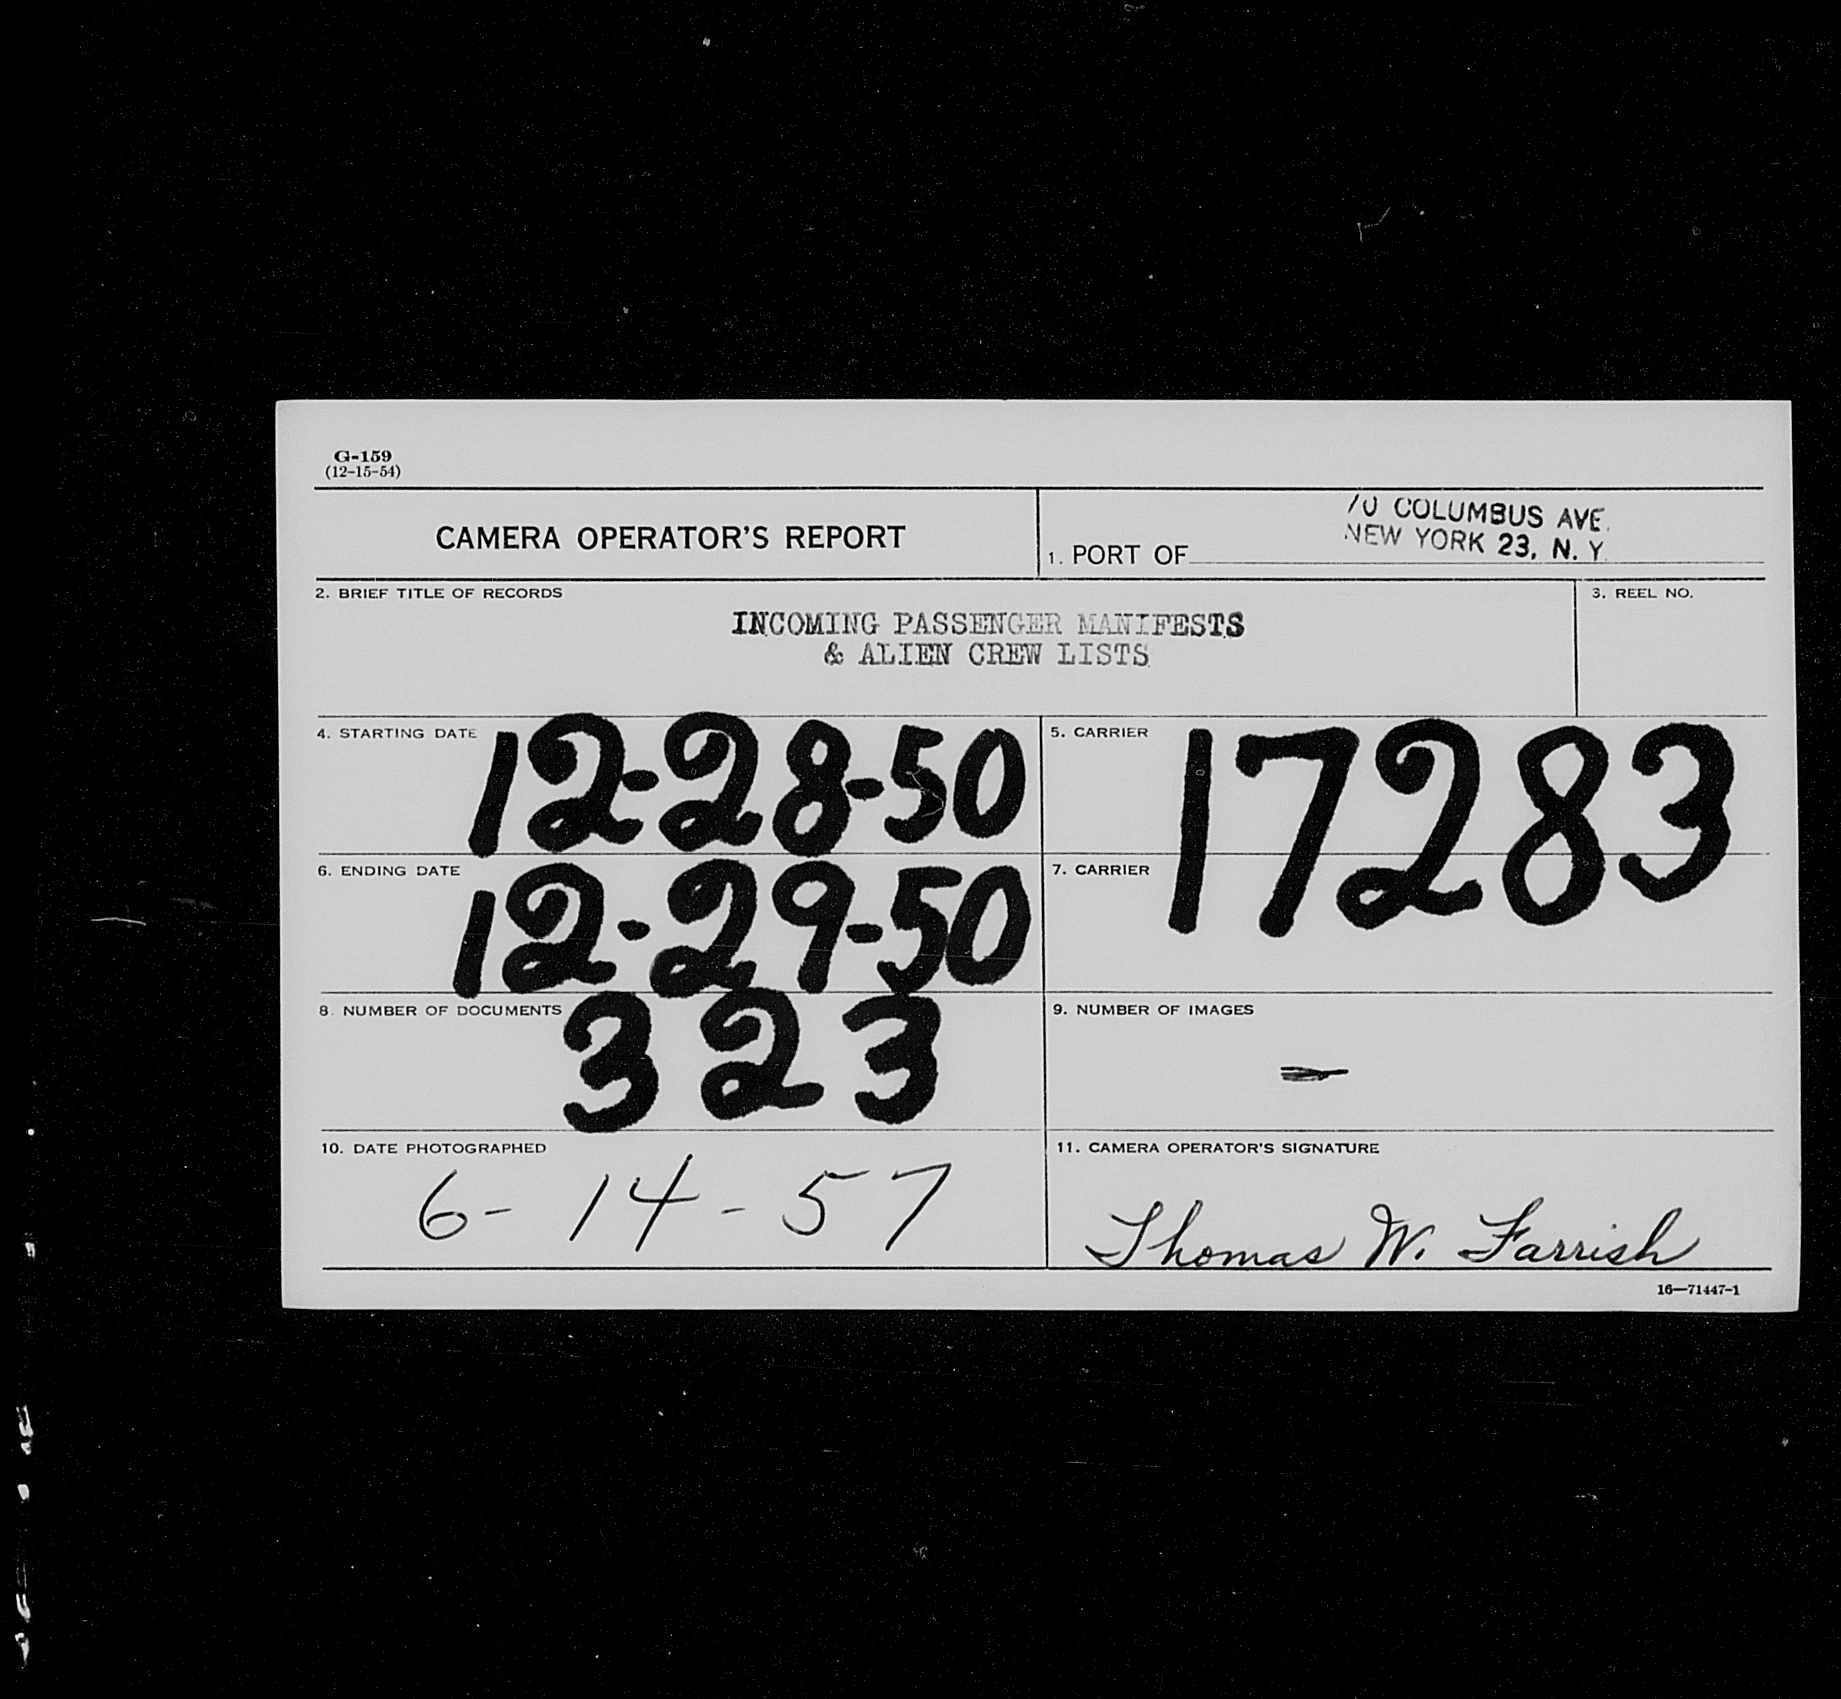 G-159
(12-15-54)
CAMERA OPERATOR'S REPORT
70 COLUMBUS AVE.
NEW YORK 23, N. Y.
1. PORT OF
2. BRIEF TITLE OF RECORDS
INCOMING PASSENGER MANIFESTS
& ALIEN CREW LISTS
3. REEL NO.
4. STARTING DATE 12-28-50
5. CARRIER 17283
6. ENDING DATE 12-29-50
7. CARRIER
8. NUMBER OF DOCUMENTS 323
9. NUMBER OF IMAGES
10. DATE PHOTOGRAPHED
6-14-57
11. CAMERA OPERATOR'S SIGNATURE
Thomas W. Farrish
16—71447-1